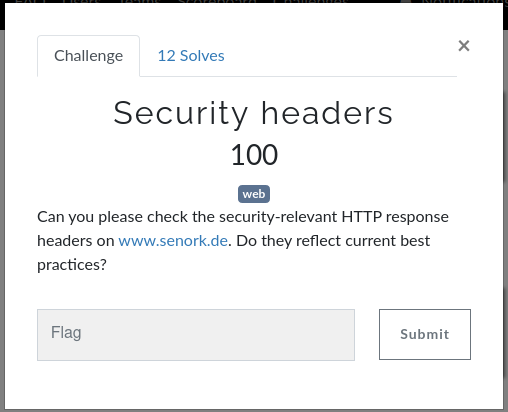 Challenge
12 Solves
×
Security headers
100
web
Can you please check the security-relevant HTTP response
headers on www.senork.de. Do they reflect current best
practices?
Flag
Submit